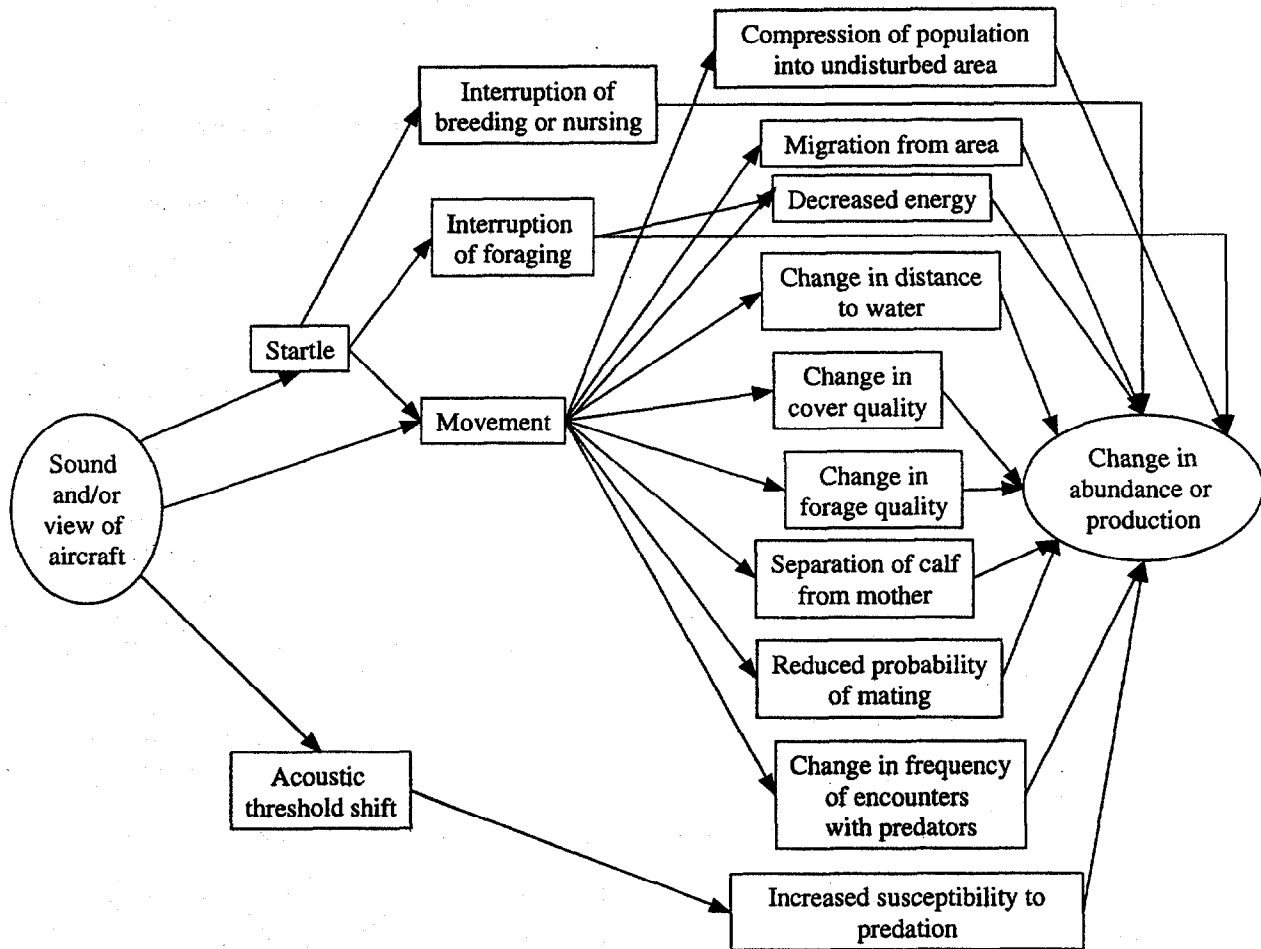 Compression of population
into undisturbed area
Interruption of
breeding or nursing
Migration from area
Decreased energy
Interruption
of foraging
Change in distance
to water
Startle
Change in
cover quality
Movement
Sound
and/or
view of
aircraft
Change in
forage quality
Change in
abundance or
production
Separation of calf
from mother
Reduced probability
of mating
Acoustic
threshold shift
Change in frequency
of encounters
with predators
Increased susceptibility to
predation